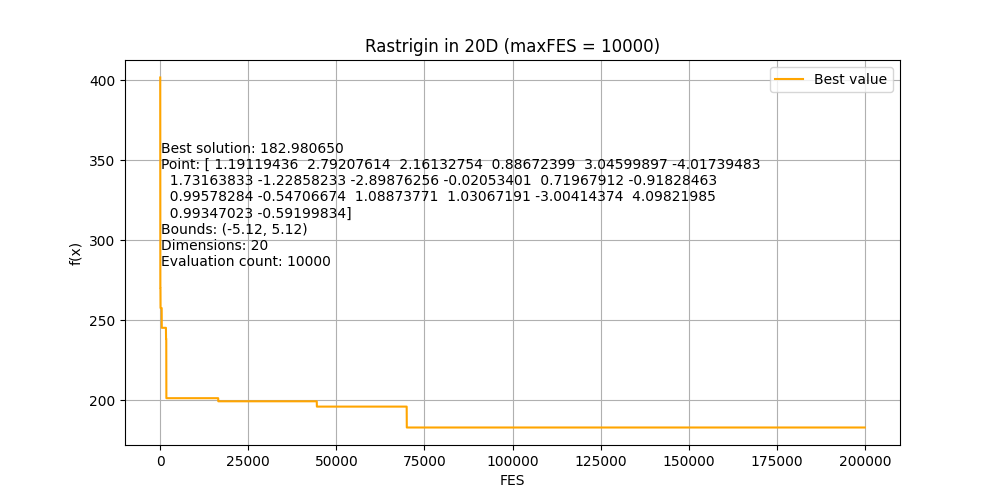 Rastrigin in 20D (maxFES = 10000)
400
350
300
250
200
f(x)
Best value
Best solution: 182.980650
Point: [ 1.19119436  2.79207614  2.16132754  0.88672399  3.04599897 -4.01739483
1.73163833 -1.22858233 -2.89876256 -0.02053401  0.71967912 -0.91828463
0.99578284 -0.54706674  1.08873771  1.03067191 -3.00414374  4.09821985
0.99347023 -0.59199834]
Bounds: (-5.12, 5.12)
Dimensions: 20
Evaluation count: 10000
0 25000 50000 75000 100000 125000 150000 175000 200000
FES